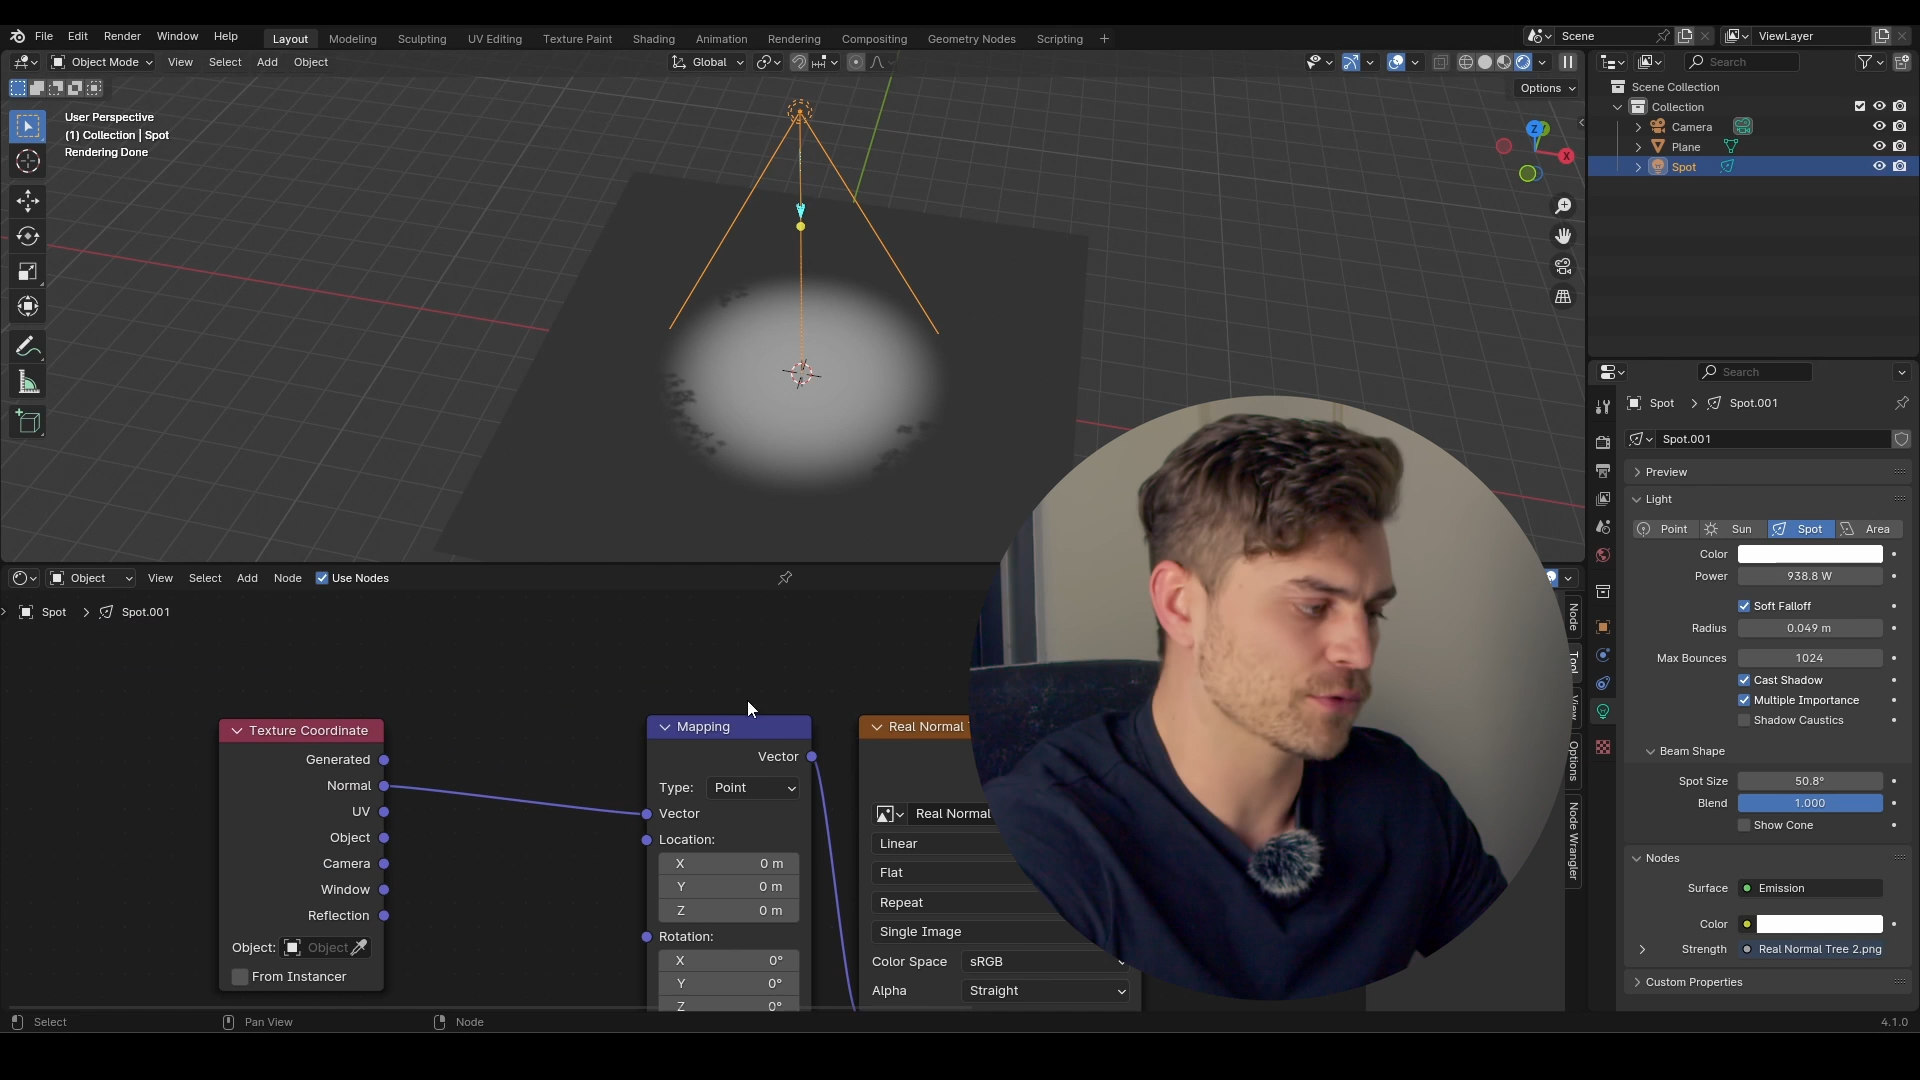 File Edit Render Window Help
Layout Modeling Sculpting UV Editing Texture Paint Shading Animation Rendering Compositing Geometry Nodes Scripting +
Scene
ViewLayer
Object Mode View Select Add Object
Global
Search
Options
User Perspective
(1) Collection | Spot
Rendering Done
Z
X
Scene Collection
Collection
Camera
Plane
Spot
Search
Spot > Spot.001
Spot.001
Preview
Light
Point Sun Spot Area
Color
Power 938.8 W
Soft Falloff
Radius 0.049 m
Max Bounces 1024
Cast Shadow
Multiple Importance
Shadow Caustics
Beam Shape
Spot Size 50.8°
Blend 1.000
Show Cone
Nodes
Surface Emission
Color
Strength Real Normal Tree 2.png
Custom Properties
Object View Select Add Node Use Nodes
Spot > Spot.001
Texture Coordinate
Generated
Normal
UV
Object
Camera
Window
Reflection
Object: Object
From Instancer
Mapping
Vector
Type: Point
Vector
Location:
X 0 m
Y 0 m
Z 0 m
Rotation:
X 0°
Y 0°
Z 0°
Real Normal
Real Normal
Linear
Flat
Repeat
Single Image
Color Space sRGB
Alpha Straight
Node
Tool
View
Options
Node Wrangler
Select Pan View Node
4.1.0